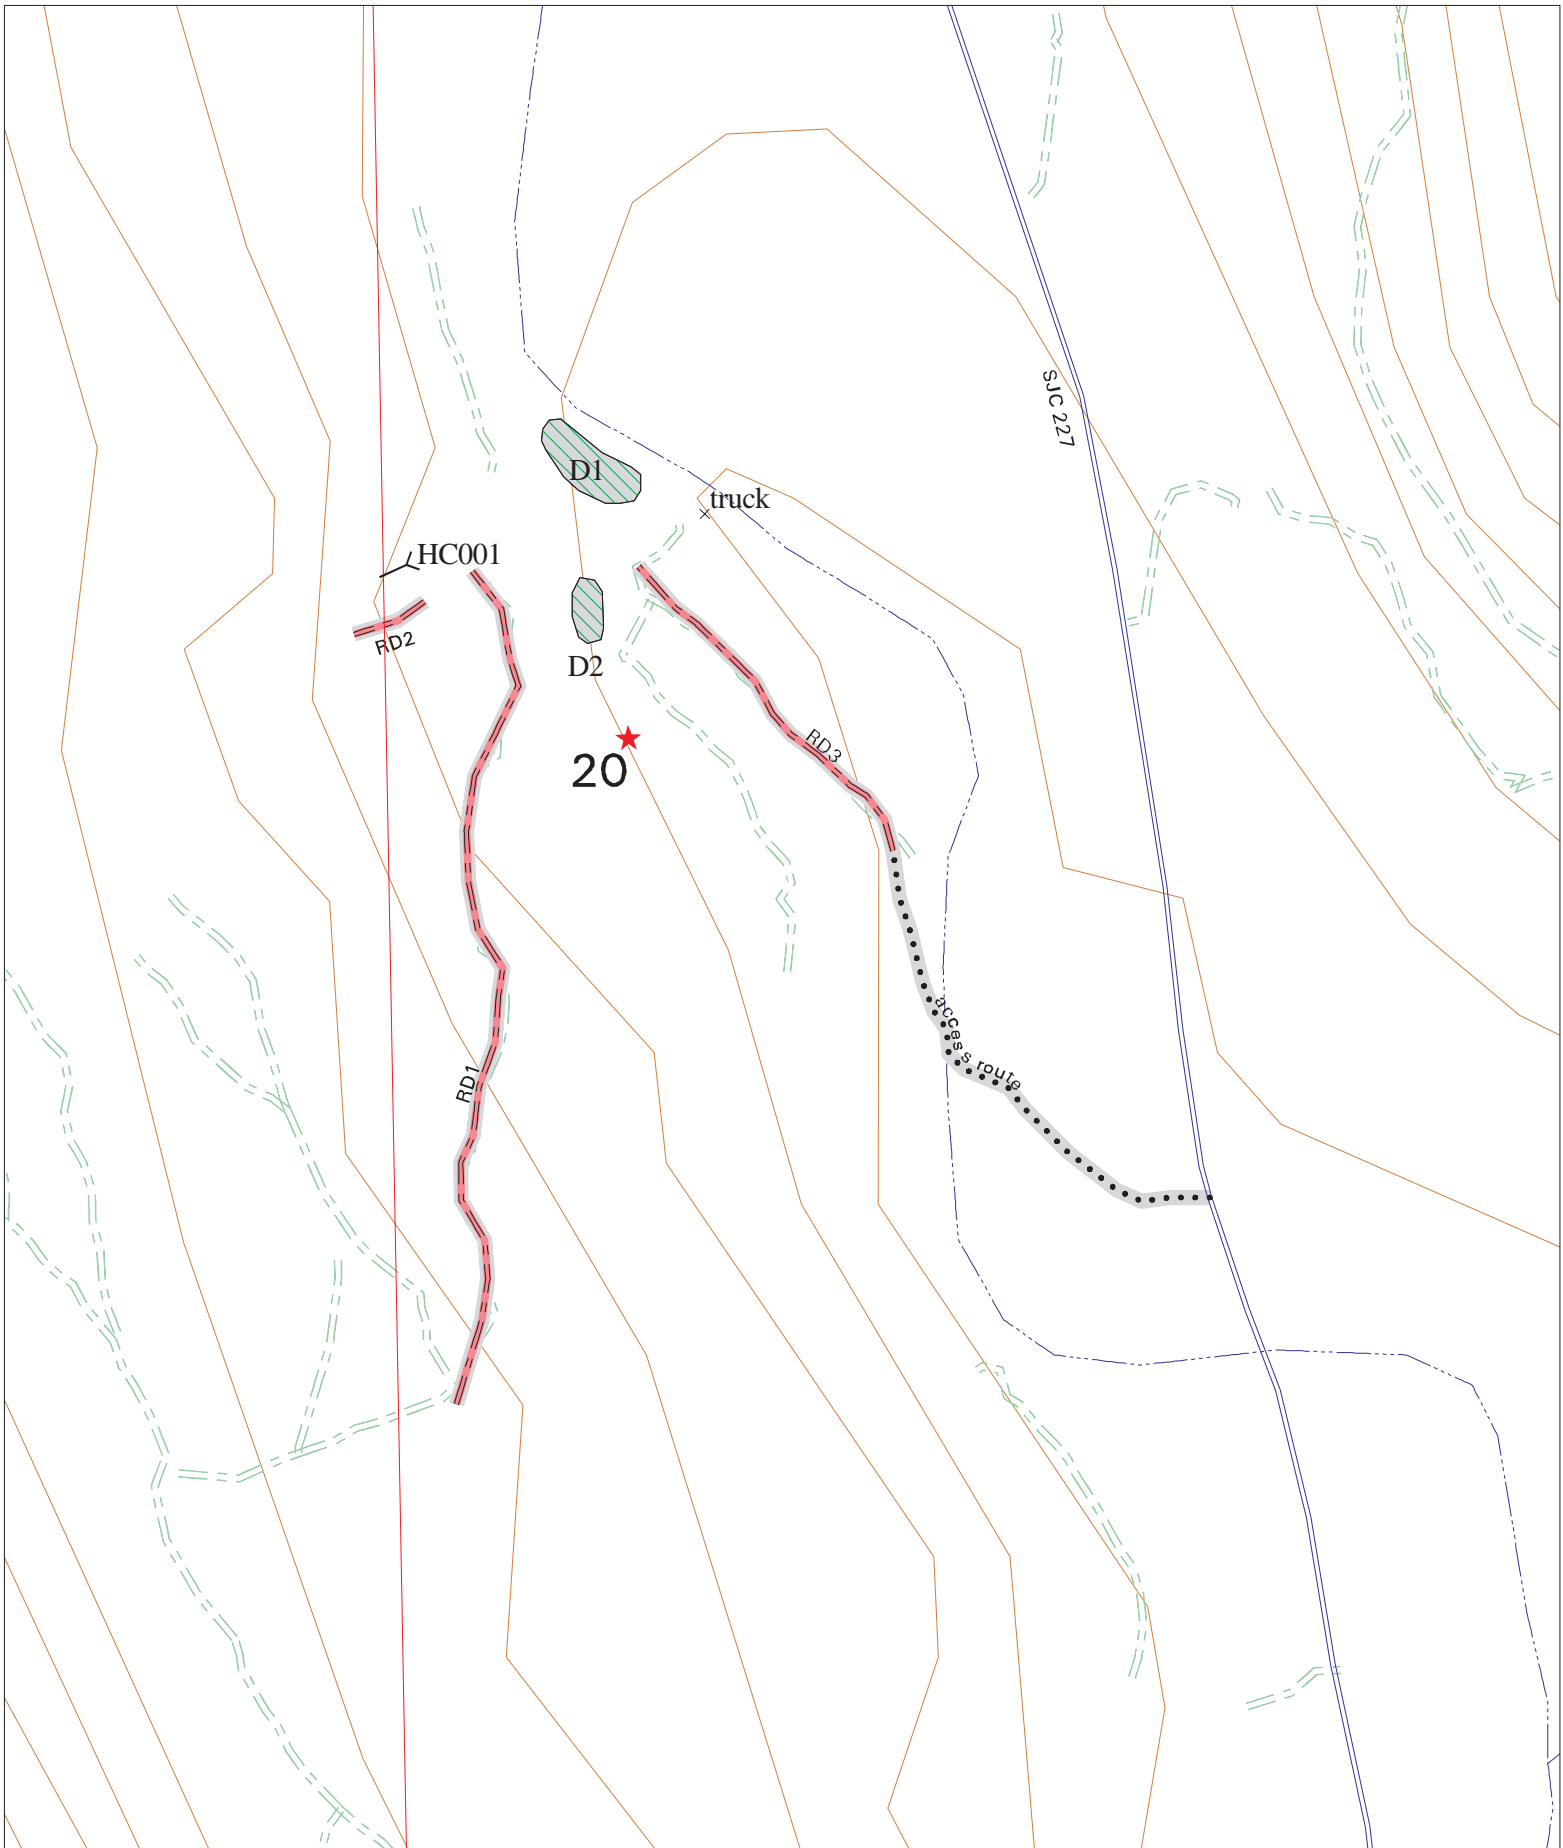 SJC 227
D1
truck
HC001
RD2
D2
RD3
20
access route
RD1